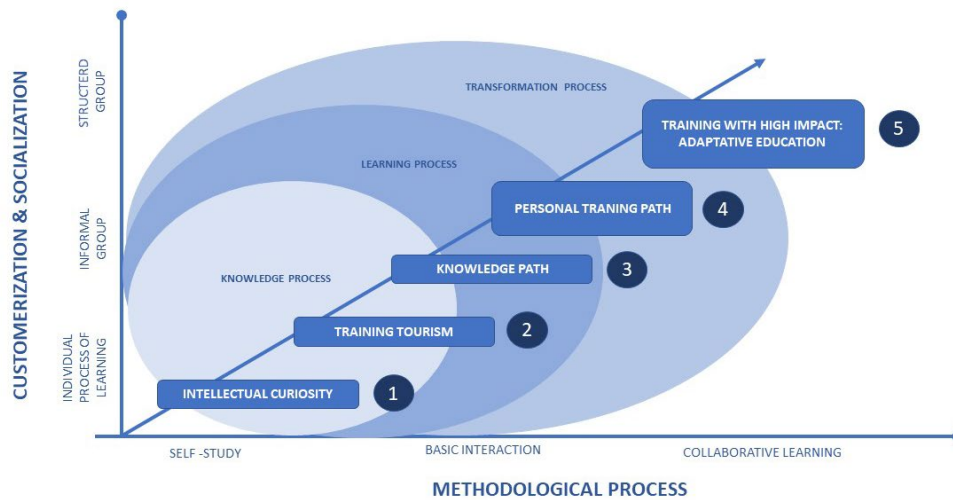 CUSTOMERIZATION & SOCIALIZATION
STRUCTERD
GROUP
INFORMAL
GROUP
INDIVIDUAL
PROCESS OF
LEARNING
TRANSFORMATION PROCESS
LEARNING PROCESS
KNOWLEDGE PROCESS
TRAINING WITH HIGH IMPACT:
ADAPTATIVE EDUCATION
5
PERSONAL TRANING PATH
4
KNOWLEDGE PATH
3
TRAINING TOURISM
2
INTELLECTUAL CURIOSITY
1
SELF -STUDY
BASIC INTERACTION
COLLABORATIVE LEARNING
METHODOLOGICAL PROCESS